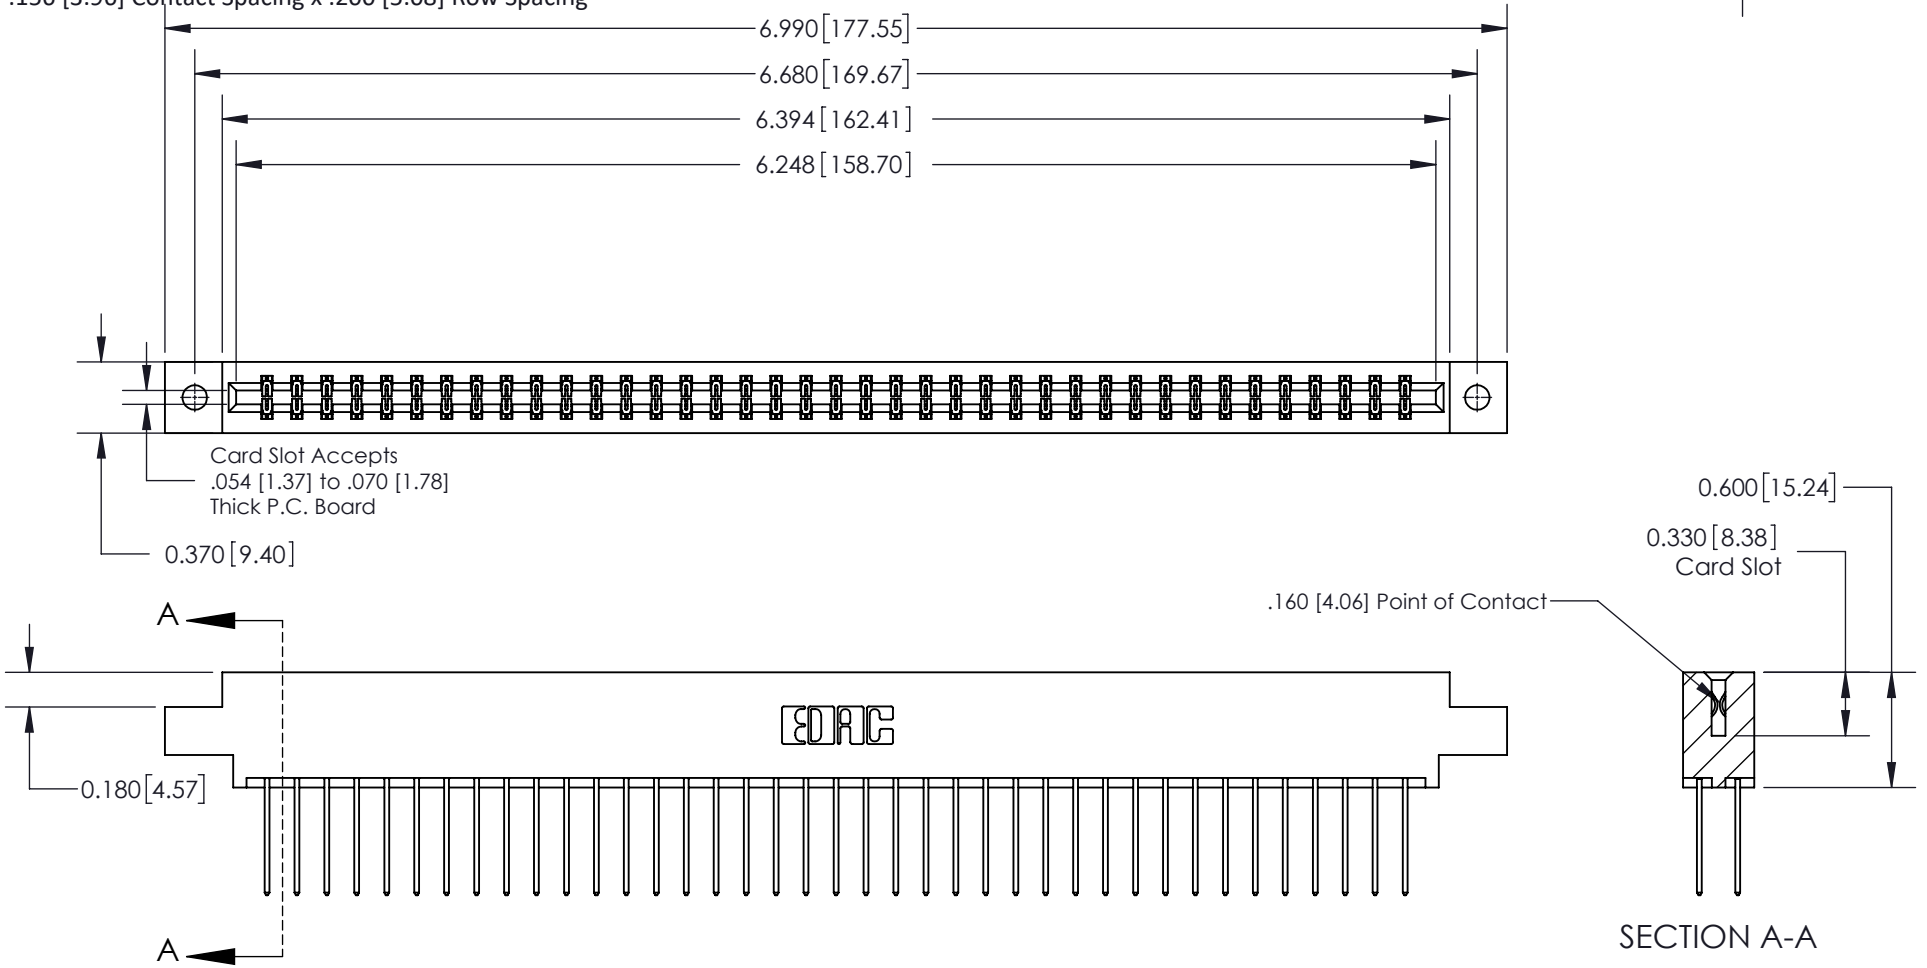 .156 [3.96] Contact Spacing x .200 [5.08] Row Spacing
6.990[177.55]
6.680[169.67]
6.394[162.41]
6.248[158.70]
Card Slot Accepts
.054 [1.37] to .070 [1.78]
Thick P.C. Board
0.370[9.40]
0.600[15.24]
0.330[8.38]
Card Slot
.160 [4.06] Point of Contact
A
EDAC
0.180[4.57]
A
SECTION A-A